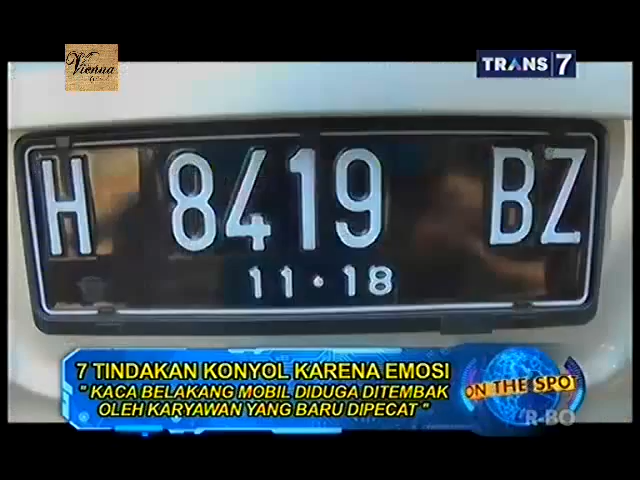 Vienna
TRANS 7
H 8419 BZ
11·18
7 TINDAKAN KONYOL KARENA EMOSI
" KACA BELAKANG MOBIL DIDUGA DITEMBAK
OLEH KARYAWAN YANG BARU DIPECAT "
ON THE SPOT
R-BO